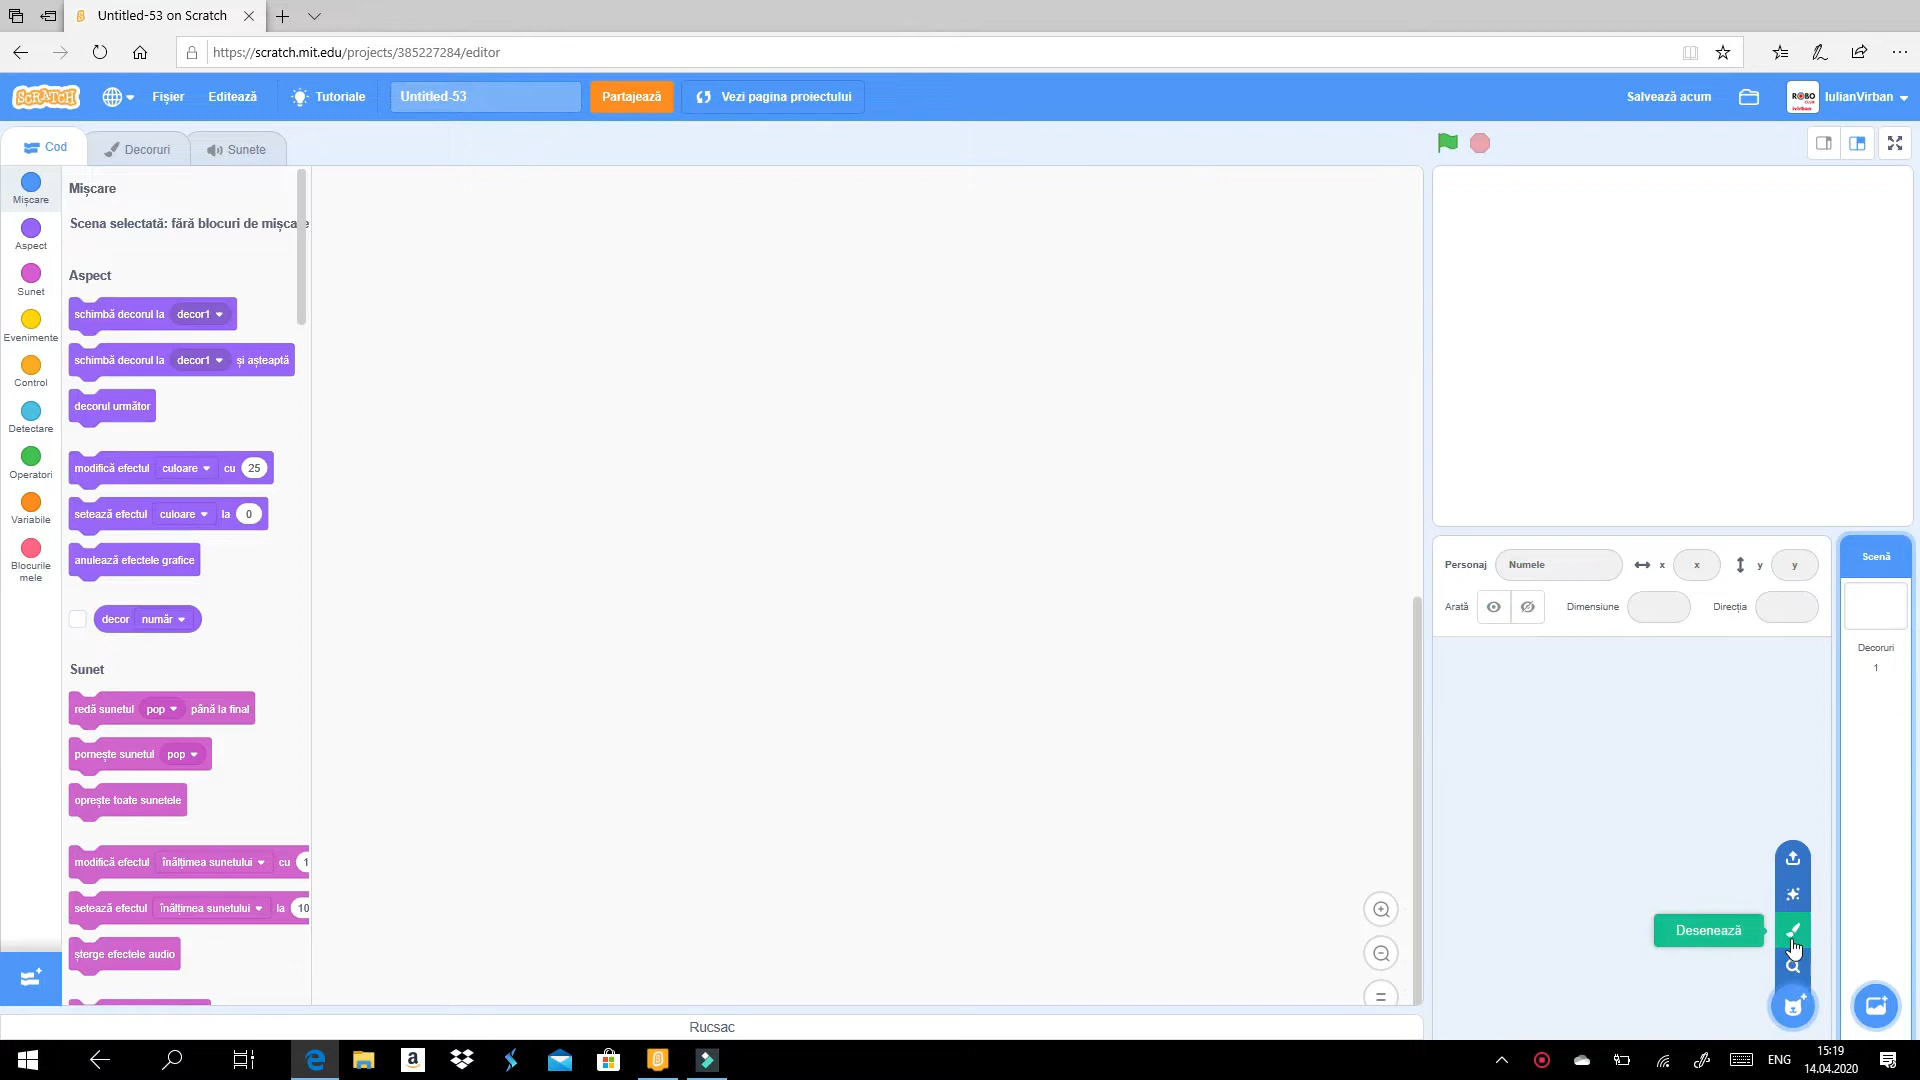 Untitled-53 on Scratch
https://scratch.mit.edu/projects/385227284/editor
SCRATCH
Fișier
Editează
Tutoriale
Untitled-53
Partajează
Vezi pagina proiectului
Salvează acum
ROBO
IulianVirban
Cod
Decoruri
Sunete
Mișcare
Aspect
Sunet
Evenimente
Control
Detectare
Operatori
Variabile
Blocurile
mele
Mișcare
Scena selectată: fără blocuri de mișcare
Aspect
schimbă decorul la decor1
schimbă decorul la decor1 și așteaptă
decorul următor
modifică efectul culoare cu 25
setează efectul culoare la 0
anulează efectele grafice
decor număr
Sunet
redă sunetul pop până la final
pornește sunetul pop
oprește toate sunetele
modifică efectul înălțimea sunetului cu 1
setează efectul înălțimea sunetului la 10
șterge efectele audio
Rucsac
Personaj
Numele
x
x
y
y
Arată
Dimensiune
Direcția
Scenă
Decoruri
1
Desenează
ENG
15:19
14.04.2020